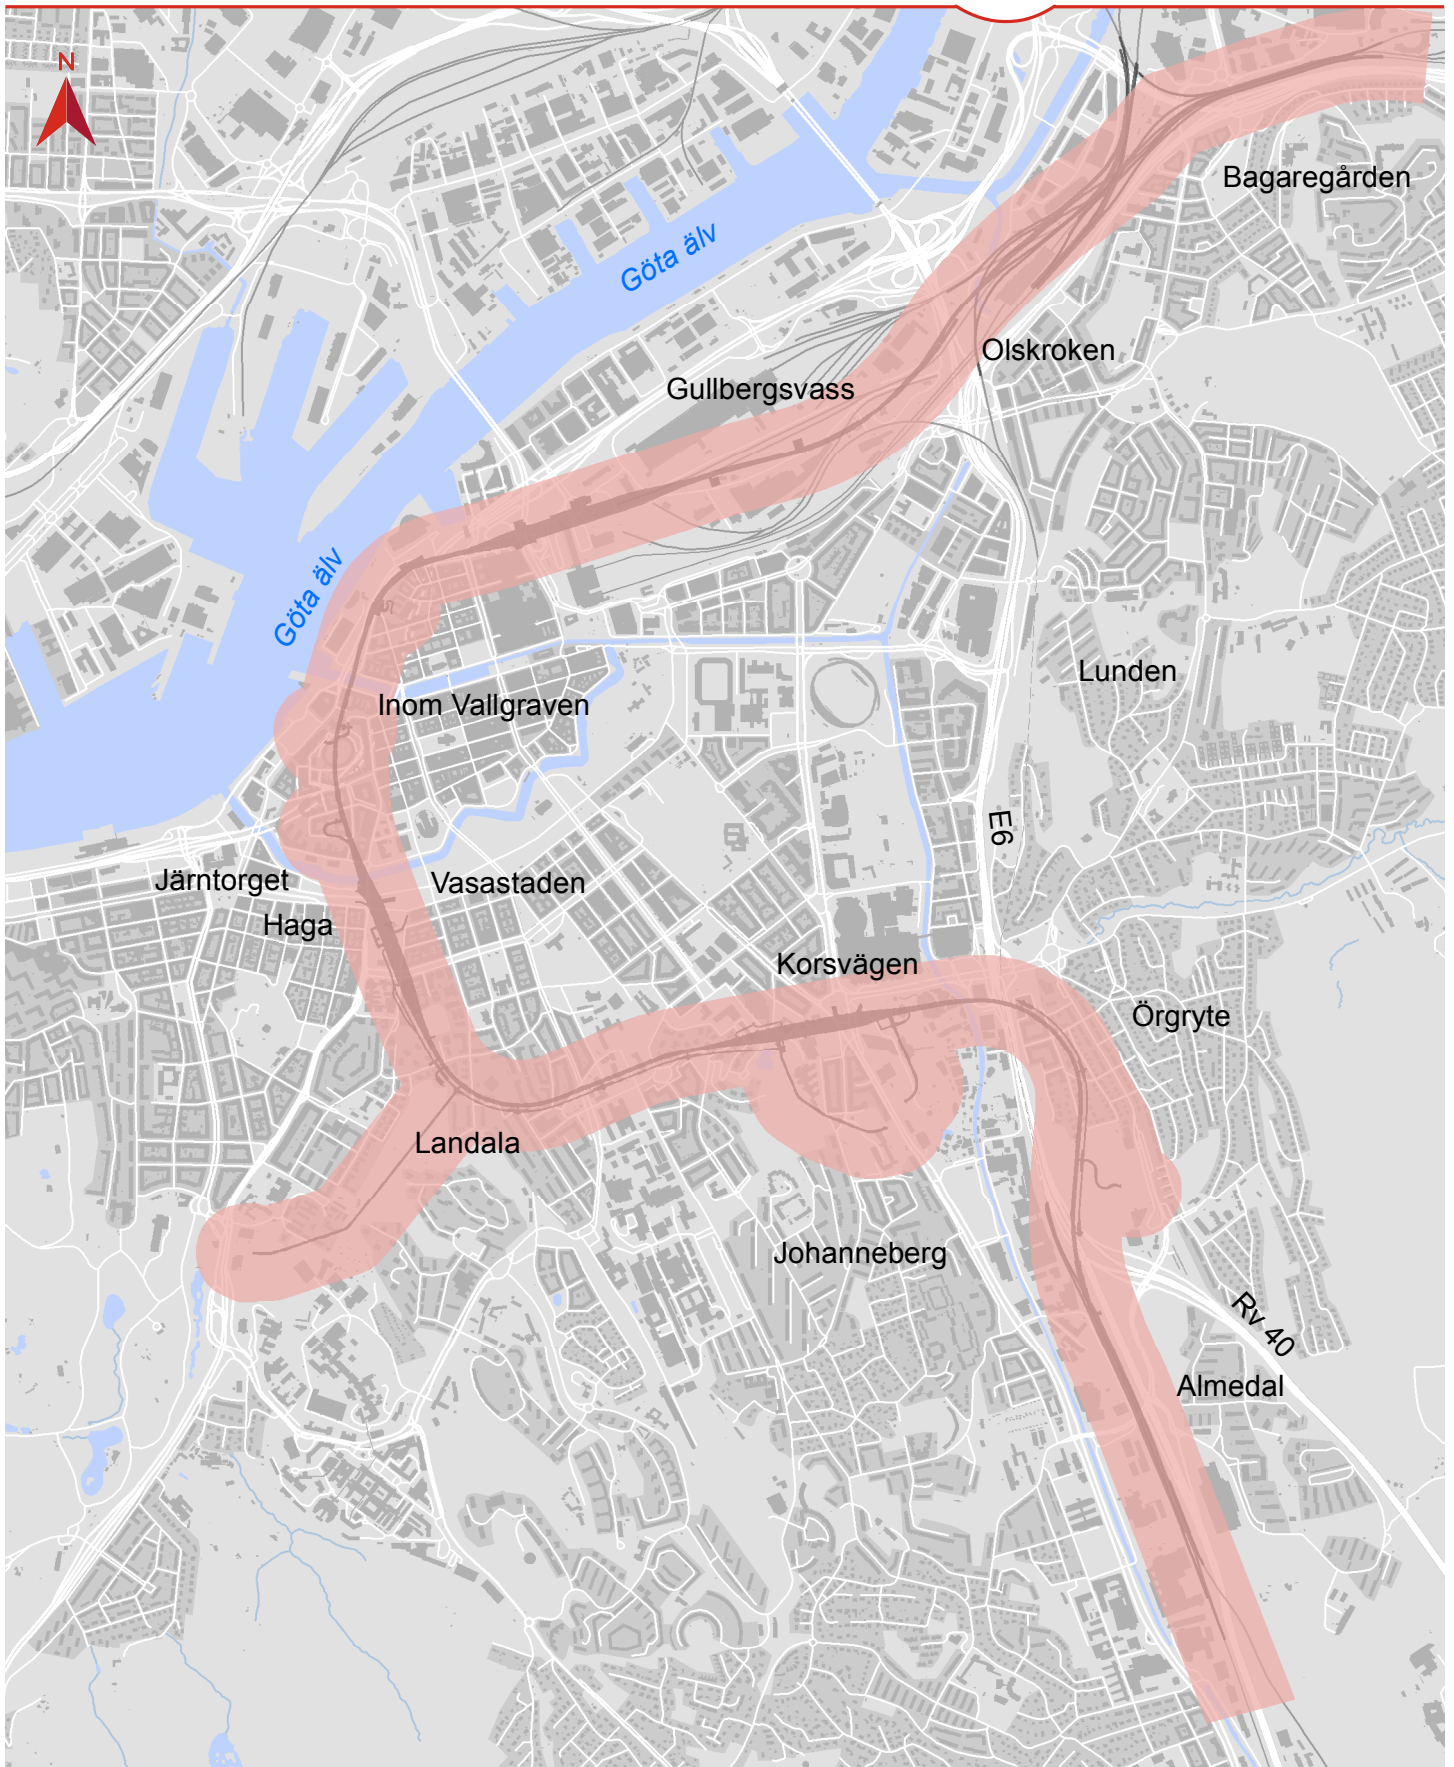 N
Bagaregården
Göta älv
Olskroken
Gullbergsvass
Göta älv
Lunden
Inom Vallgraven
E6
Järntorget
Vasastaden
Haga
Korsvägen
Örgryte
Landala
Johanneberg
Rv 40
Almedal